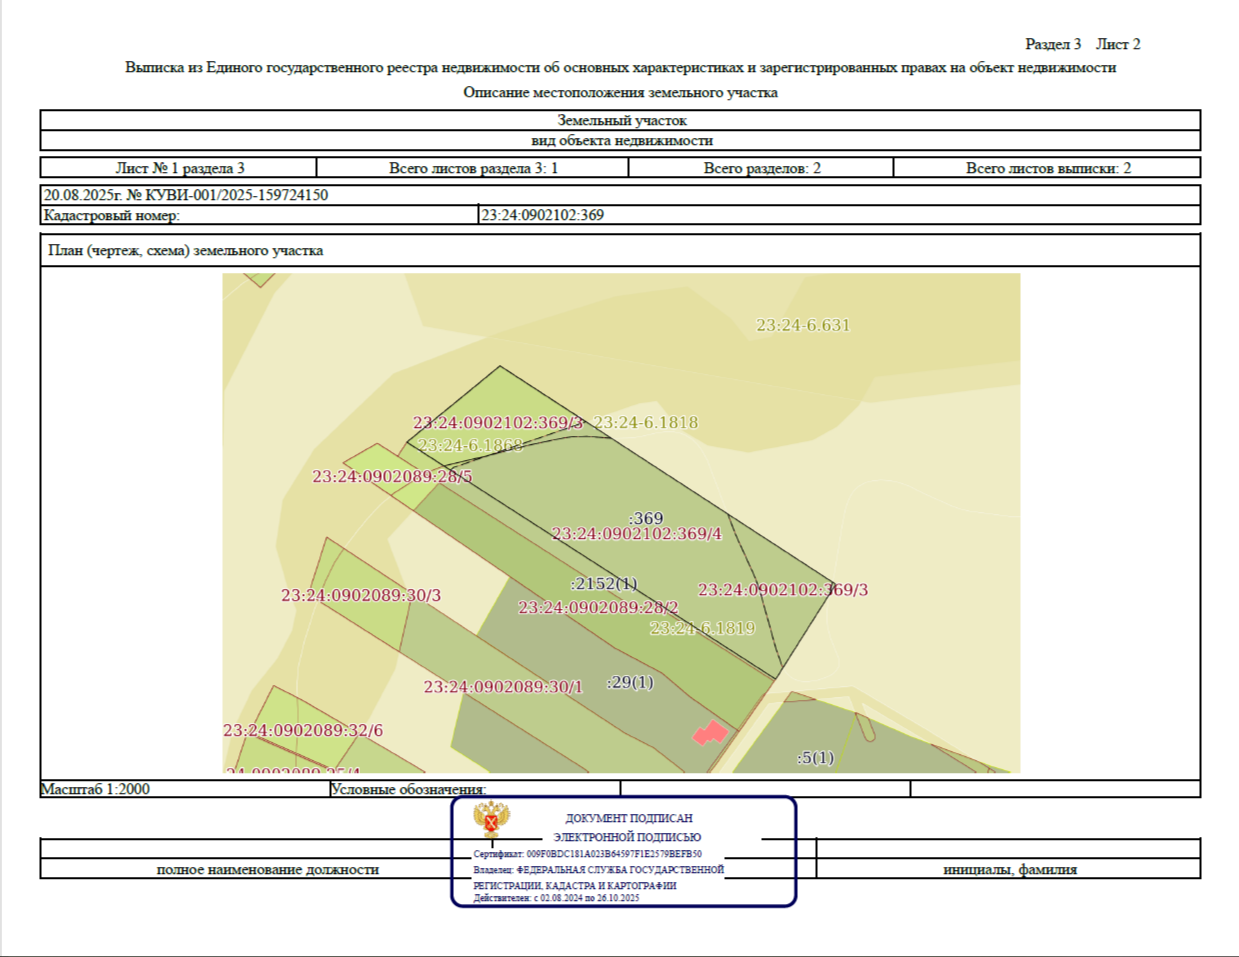 Раздел 3 Лист 2
Выписка из Единого государственного реестра недвижимости об основных характеристиках и зарегистрированных правах на объект недвижимости
Описание местоположения земельного участка
Земельный участок
вид объекта недвижимости
Лист № 1 раздела 3 Всего листов раздела 3: 1 Всего разделов: 2 Всего листов выписки: 2
20.08.2025г. № КУВИ-001/2025-159724150
Кадастровый номер: 23:24:0902102:369
План (чертеж, схема) земельного участка
23:24-6.631
23:24:0902102:369/3 23:24-6.1818
23:24-6.1868
23:24:0902089:28/5
:369
23:24:0902102:369/4
:2152(1)
23:24:0902102:369/3
23:24:0902089:30/3
23:24:0902089:28/2
23:24-6.1819
:29(1)
23:24:0902089:30/1
23:24:0902089:32/6
:5(1)
Масштаб 1:2000 Условные обозначения:
ДОКУМЕНТ ПОДПИСАН
ЭЛЕКТРОННОЙ ПОДПИСЬЮ
Сертификат: 009F0BDC181A023B64597F1E2579BEFB50
Владелец: ФЕДЕРАЛЬНАЯ СЛУЖБА ГОСУДАРСТВЕННОЙ
РЕГИСТРАЦИИ, КАДАСТРА И КАРТОГРАФИИ
Действителен: с 02.08.2024 по 26.10.2025
полное наименование должности инициалы, фамилия